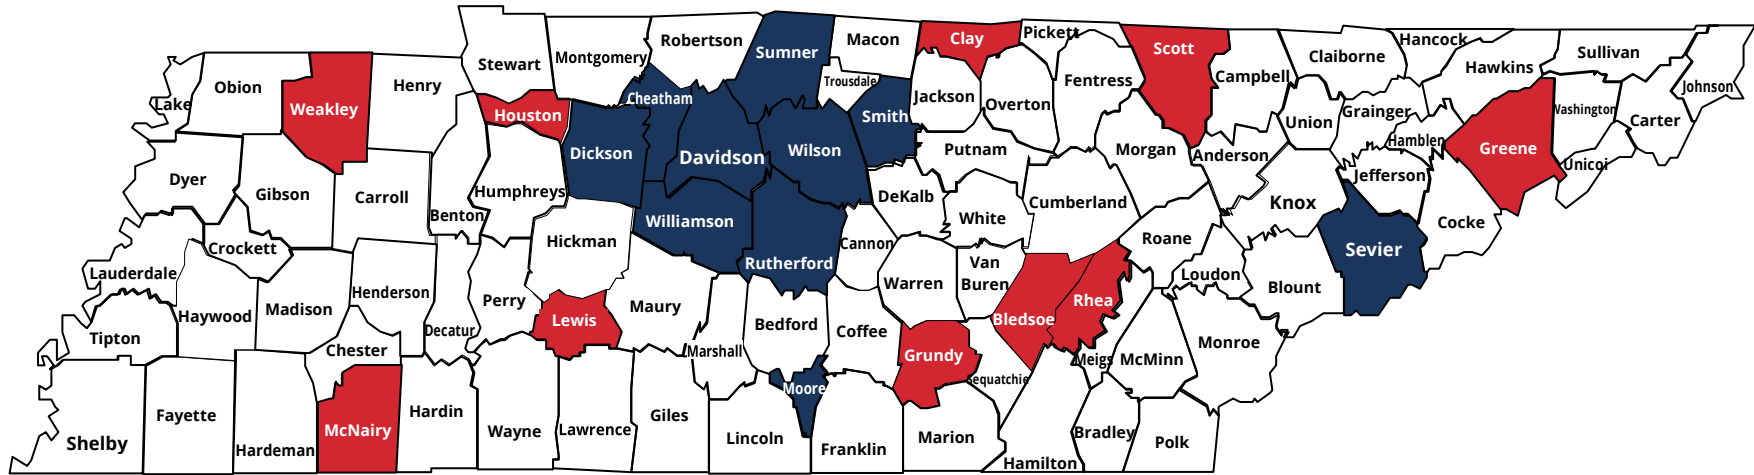 Pickett
Clay
Hancock
Robertson
Macon
Scott
Sumner
Sullivan
Montgomery
Claiborne
Stewart
Hawkins
Campbell
Fentress
Trousdale
Henry
Obion
Johnson
Jackson
Cheatham
Lake
Overton
Weakley
Grainger
Washington
Houston
Smith
Carter
Union
Hamblen
Greene
Putnam
Morgan
Wilson
Dickson
Davidson
Anderson
Unicoi
Jefferson
Dyer
Humphreys
Gibson
Carroll
DeKalb
Cumberland
Knox
Benton
White
Williamson
Cocke
Roane
Hickman
Cannon
Crockett
Sevier
Van
Buren
Rutherford
Lauderdale
Loudon
Warren
Blount
Henderson
Perry
Rhea
Maury
Madison
Haywood
Lewis
Bledsoe
Bedford
Decatur
Coffee
Tipton
Monroe
Chester
Marshall
Grundy
Meigs
McMinn
Sequatchie
Moore
Hardin
Fayette
Giles
McNairy
Wayne
Lawrence
Bradley
Lincoln
Marion
Shelby
Polk
Hardeman
Franklin
Hamilton